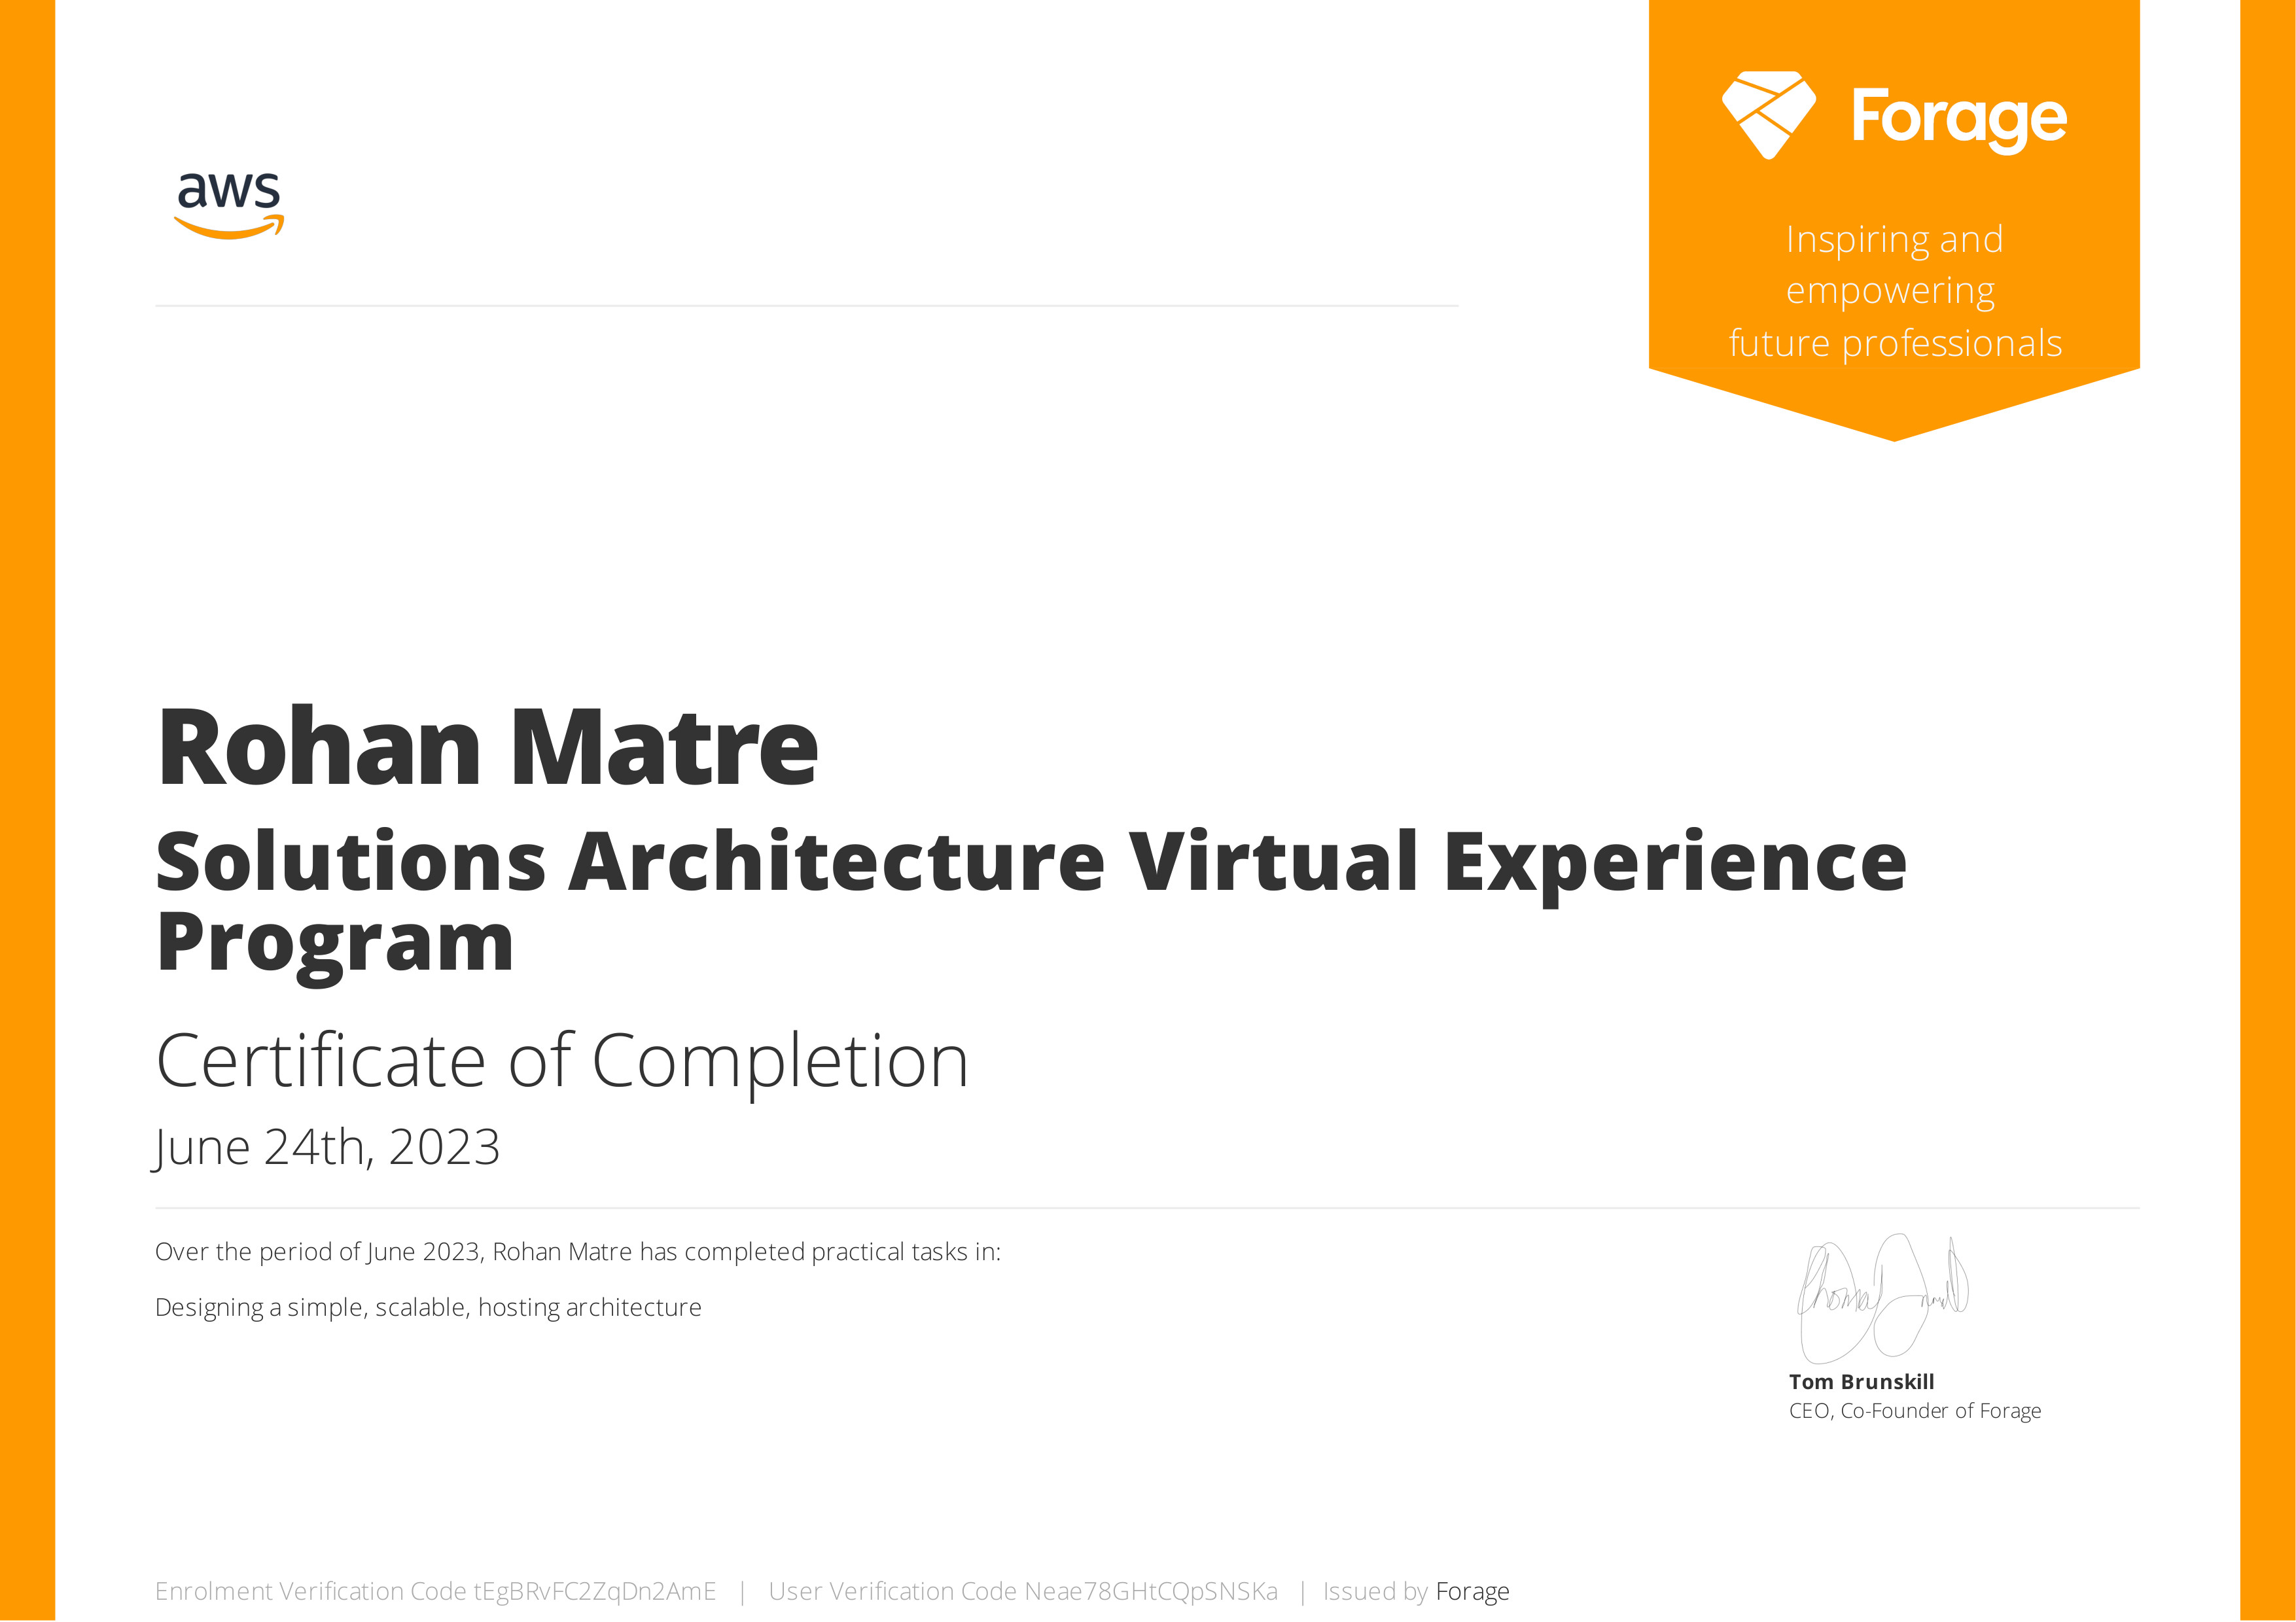 aws
Forage
Inspiring and
empowering
future professionals
Rohan Matre
Solutions Architecture Virtual Experience
Program
Certificate of Completion
June 24th, 2023
Over the period of June 2023, Rohan Matre has completed practical tasks in:
Designing a simple, scalable, hosting architecture
Tom Brunskill
CEO, Co-Founder of Forage
Enrolment Verification Code tEgBRvFC2ZqDn2AmE | User Verification Code Neae78GHtCQpSNSKa | Issued by Forage